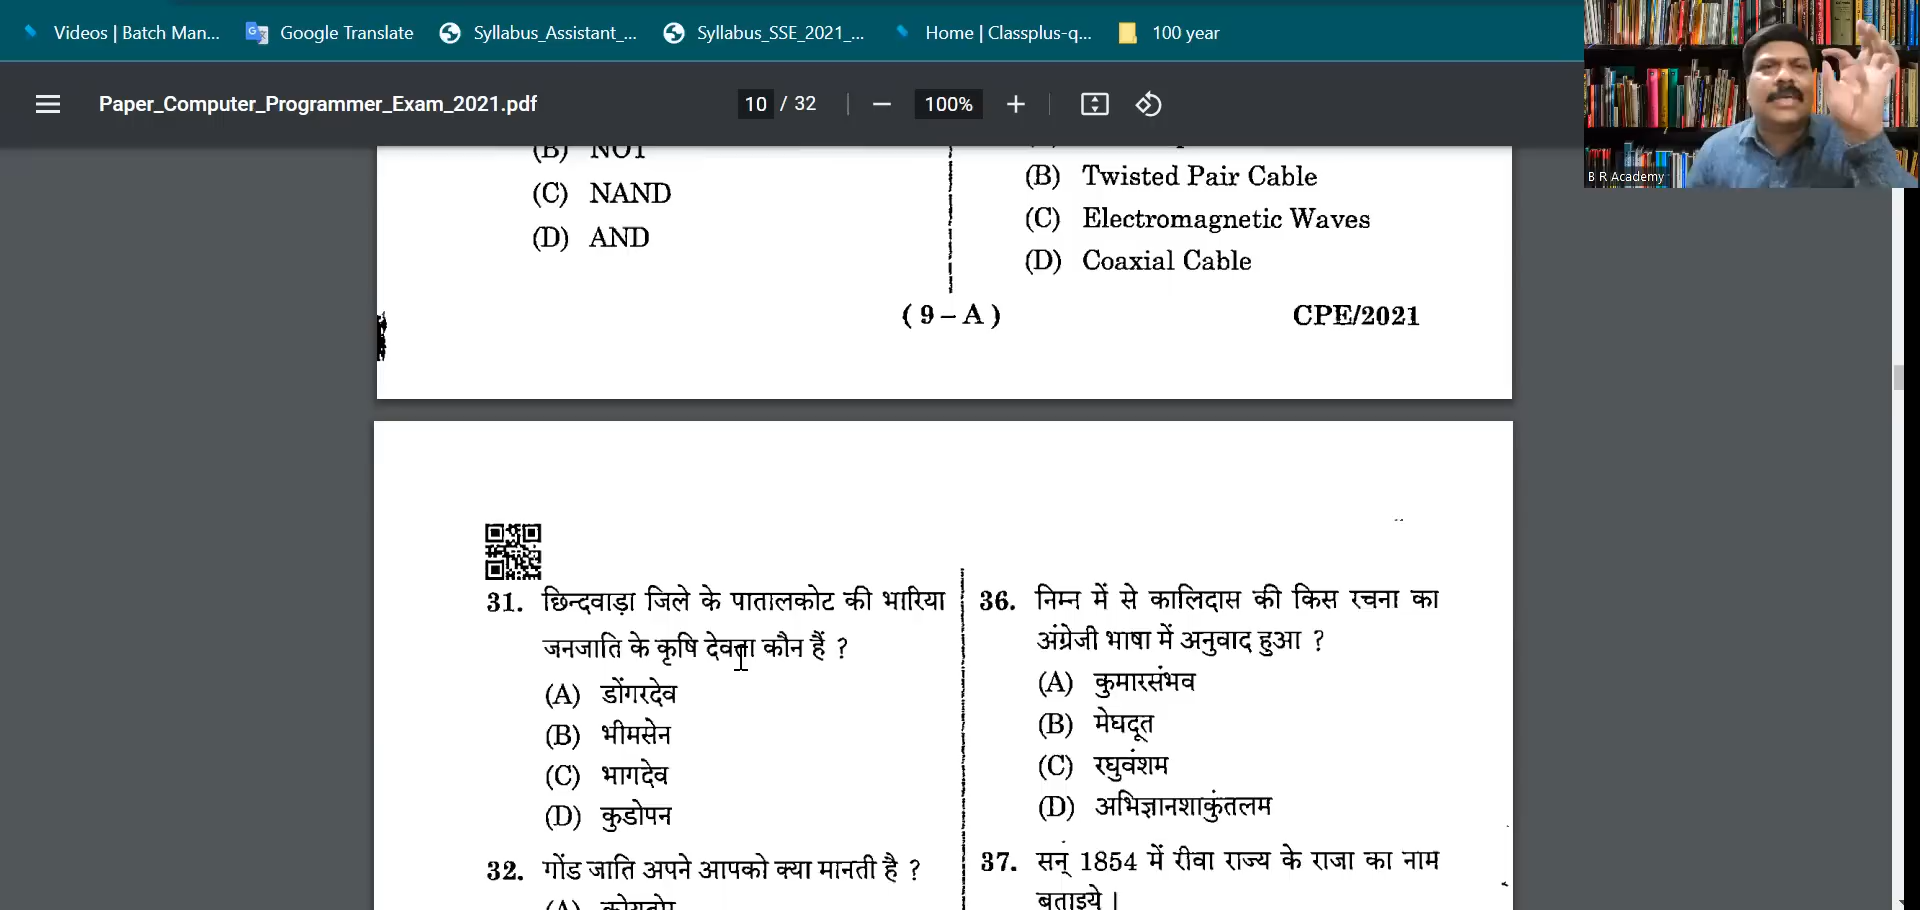 Videos | Batch Man...
Google Translate
Syllabus_Assistant_...
Syllabus_SSE_2021_...
Home | Classplus-q...
100 year
Paper_Computer_Programmer_Exam_2021.pdf
10 / 32
100%
B R Academy
(B) NOT
(C) NAND
(D) AND
(B) Twisted Pair Cable
(C) Electromagnetic Waves
(D) Coaxial Cable
( 9 – A )
CPE/2021
31. छिन्दवाड़ा जिले के पातालकोट की भारिया
जनजाति के कृषि देवता कौन हैं ?
(A) डोंगरदेव
(B) भीमसेन
(C) भागदेव
(D) कुडोपन
32. गोंड जाति अपने आपको क्या मानती है ?
(A)
36. निम्न में से कालिदास की किस रचना का
अंग्रेजी भाषा में अनुवाद हुआ ?
(A) कुमारसंभव
(B) मेघदूत
(C) रघुवंशम
(D) अभिज्ञानशाकुंतलम
37. सन् 1854 में रीवा राज्य के राजा का नाम
बताइये |